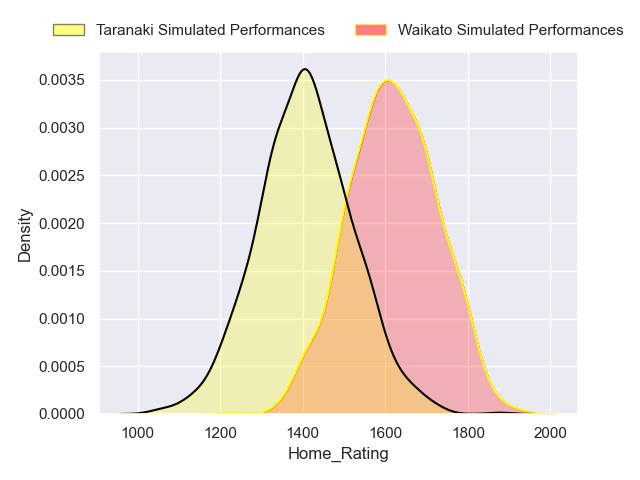 Taranaki Simulated Performances Waikato Simulated Performances
0.0035
0.0030
0.0025
0.0020
0.0015
0.0010
0.0005
0.0000
Density
1000 1200 1400 1600 1800 2000
Home_Rating